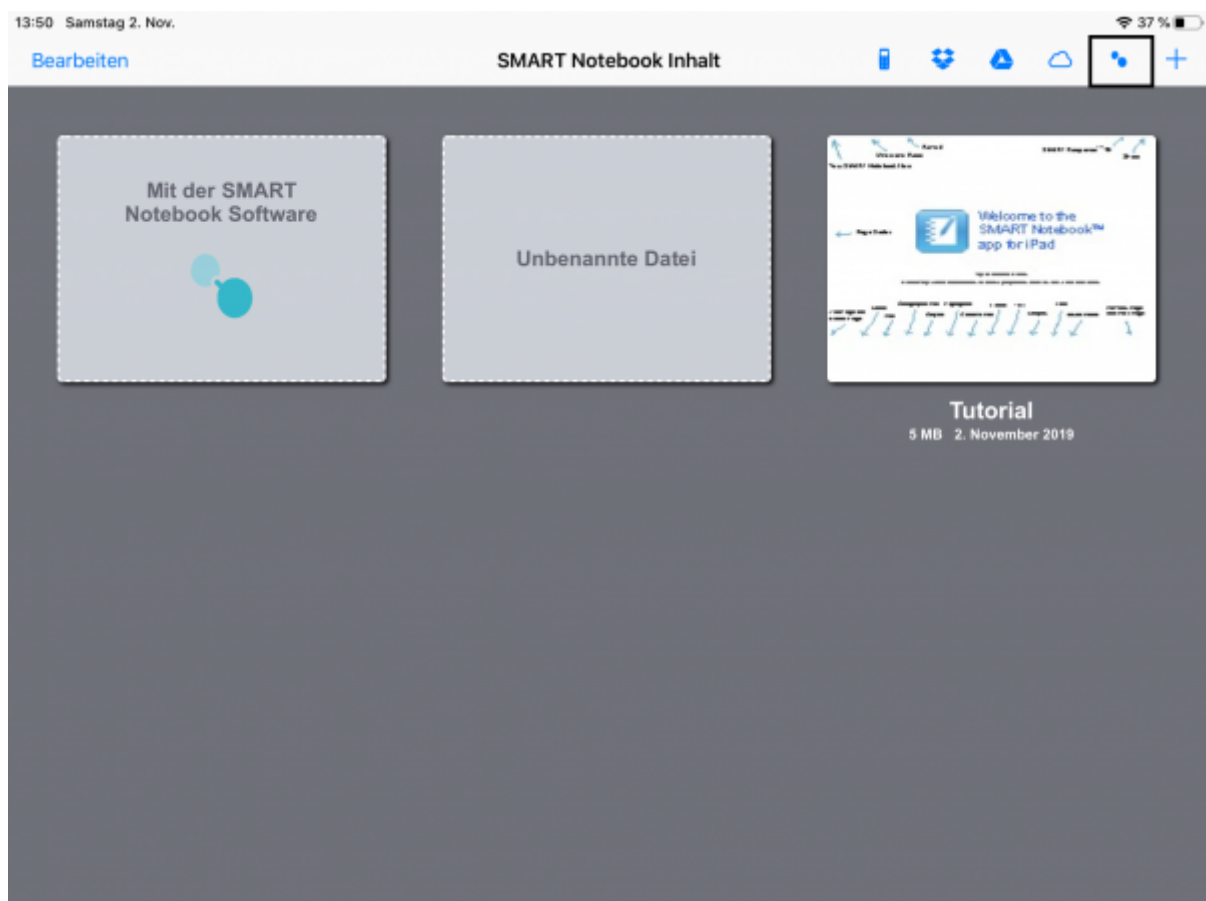 13:50 Samstag 2. Nov.
37 %
Bearbeiten
SMART Notebook Inhalt
Mit der SMART
Notebook Software
Unbenannte Datei
Welcome to the
SMART Notebook™
app for iPad
Tutorial
5 MB 2. November 2019